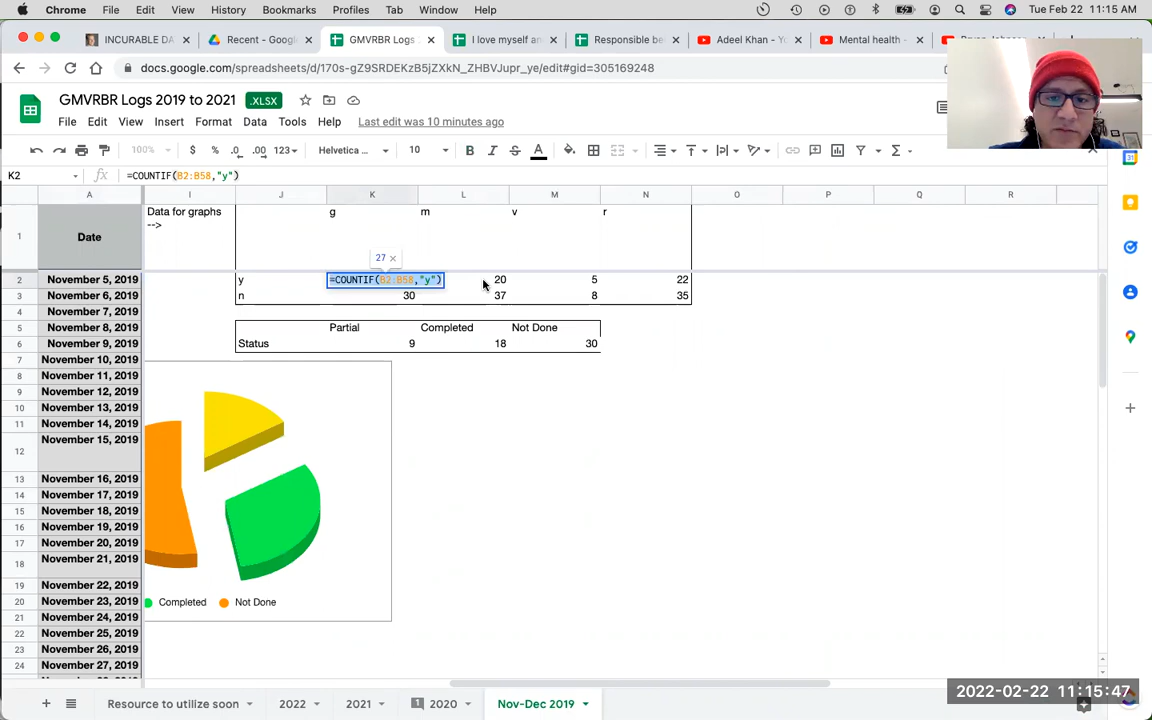 Chrome File Edit View History Bookmarks Profiles Tab Window Help Tue Feb 22 11:15 AM
INCURABLE DA Recent - Google GMVRBR Logs I love myself an Responsible be Adeel Khan - Yo Mental health -
docs.google.com/spreadsheets/d/170s-gZ9SRDEKzB5jZXkN_ZHBVJupr_ye/edit#gid=305169248
GMVRBR Logs 2019 to 2021 .XLSX
File Edit View Insert Format Data Tools Help Last edit was 10 minutes ago
100% $ % .0 .00 123 Helvetica ... 10 B I S A
K2 fx =COUNTIF(B2:B58,"y")
A I J K L M N O P Q R
1 Date Data for graphs --> g m v r
27 ×
2 November 5, 2019 y =COUNTIF(B2:B58,"y") 20 5 22
3 November 6, 2019 n 30 37 8 35
4 November 7, 2019
5 November 8, 2019 Partial Completed Not Done
6 November 9, 2019 Status 9 18 30
7 November 10, 2019
8 November 11, 2019
9 November 12, 2019
10 November 13, 2019
11 November 14, 2019
12 November 15, 2019
13 November 16, 2019
14 November 17, 2019
15 November 18, 2019
16 November 19, 2019
17 November 20, 2019
18 November 21, 2019
19 November 22, 2019
20 November 23, 2019 Completed Not Done
21 November 24, 2019
22 November 25, 2019
23 November 26, 2019
24 November 27, 2019
Resource to utilize soon 2022 2021 1 2020 Nov-Dec 2019
2022-02-22 11:15:47